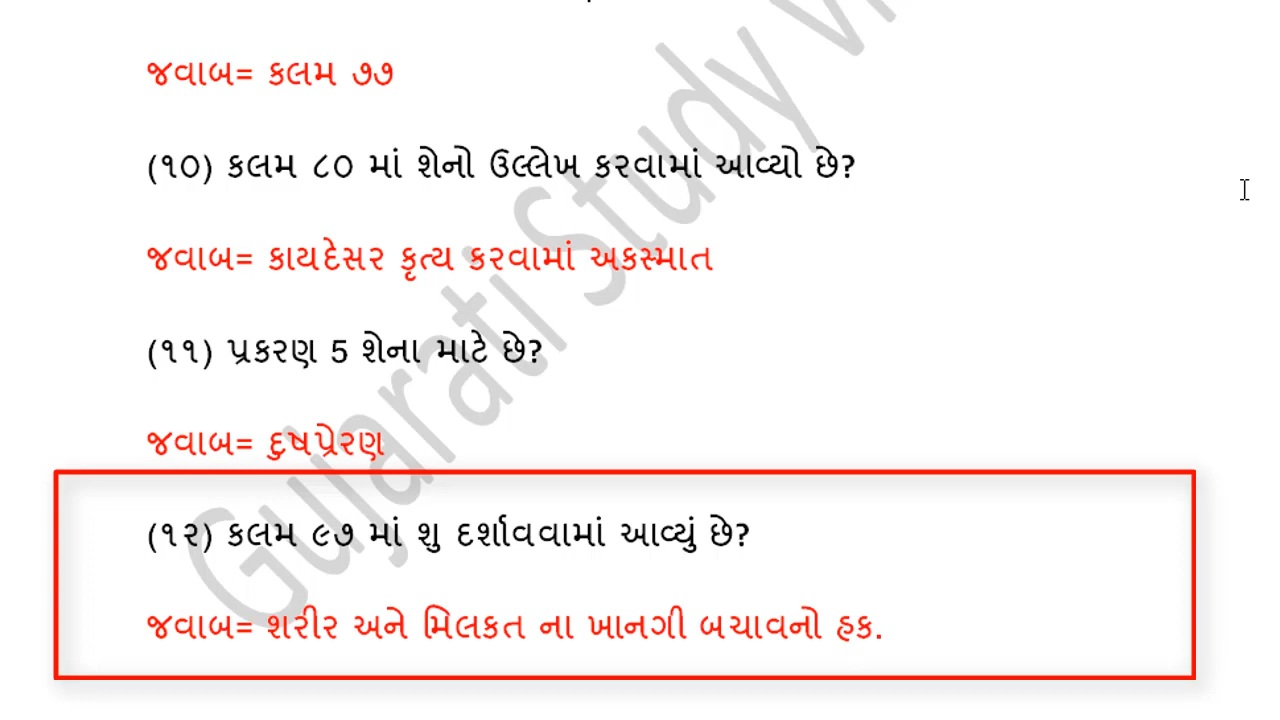 જવાબ= કલમ ૭૭
(૧૦) કલમ ૮૦ માં શેનો ઉલ્લેખ કરવામાં આવ્યો છે?
જવાબ= કાયદેસર કૃત્ય કરવામાં અકસ્માત
(૧૧) પ્રકરણ 5 શેના માટે છે?
જવાબ= દુષપ્રેરણ
(૧૨) કલમ ૯૭ માં શુ દર્શાવવામાં આવ્યું છે?
જવાબ= શરીર અને મિલકત ના ખાનગી બચાવનો હક.
Gujarati Study